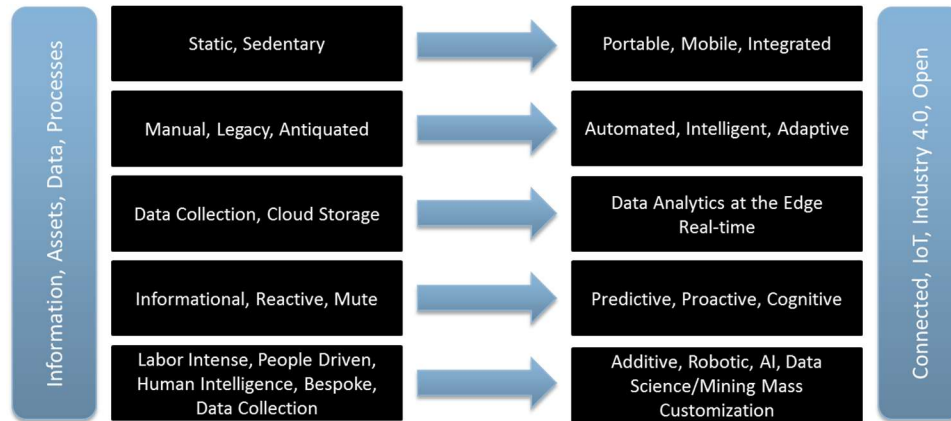 Information, Assets, Data, Processes
Static, Sedentary
Portable, Mobile, Integrated
Manual, Legacy, Antiquated
Automated, Intelligent, Adaptive
Data Collection, Cloud Storage
Data Analytics at the Edge
Real-time
Informational, Reactive, Mute
Predictive, Proactive, Cognitive
Labor Intense, People Driven,
Human Intelligence, Bespoke,
Data Collection
Additive, Robotic, AI, Data
Science/Mining Mass
Customization
Connected, IoT, Industry 4.0, Open